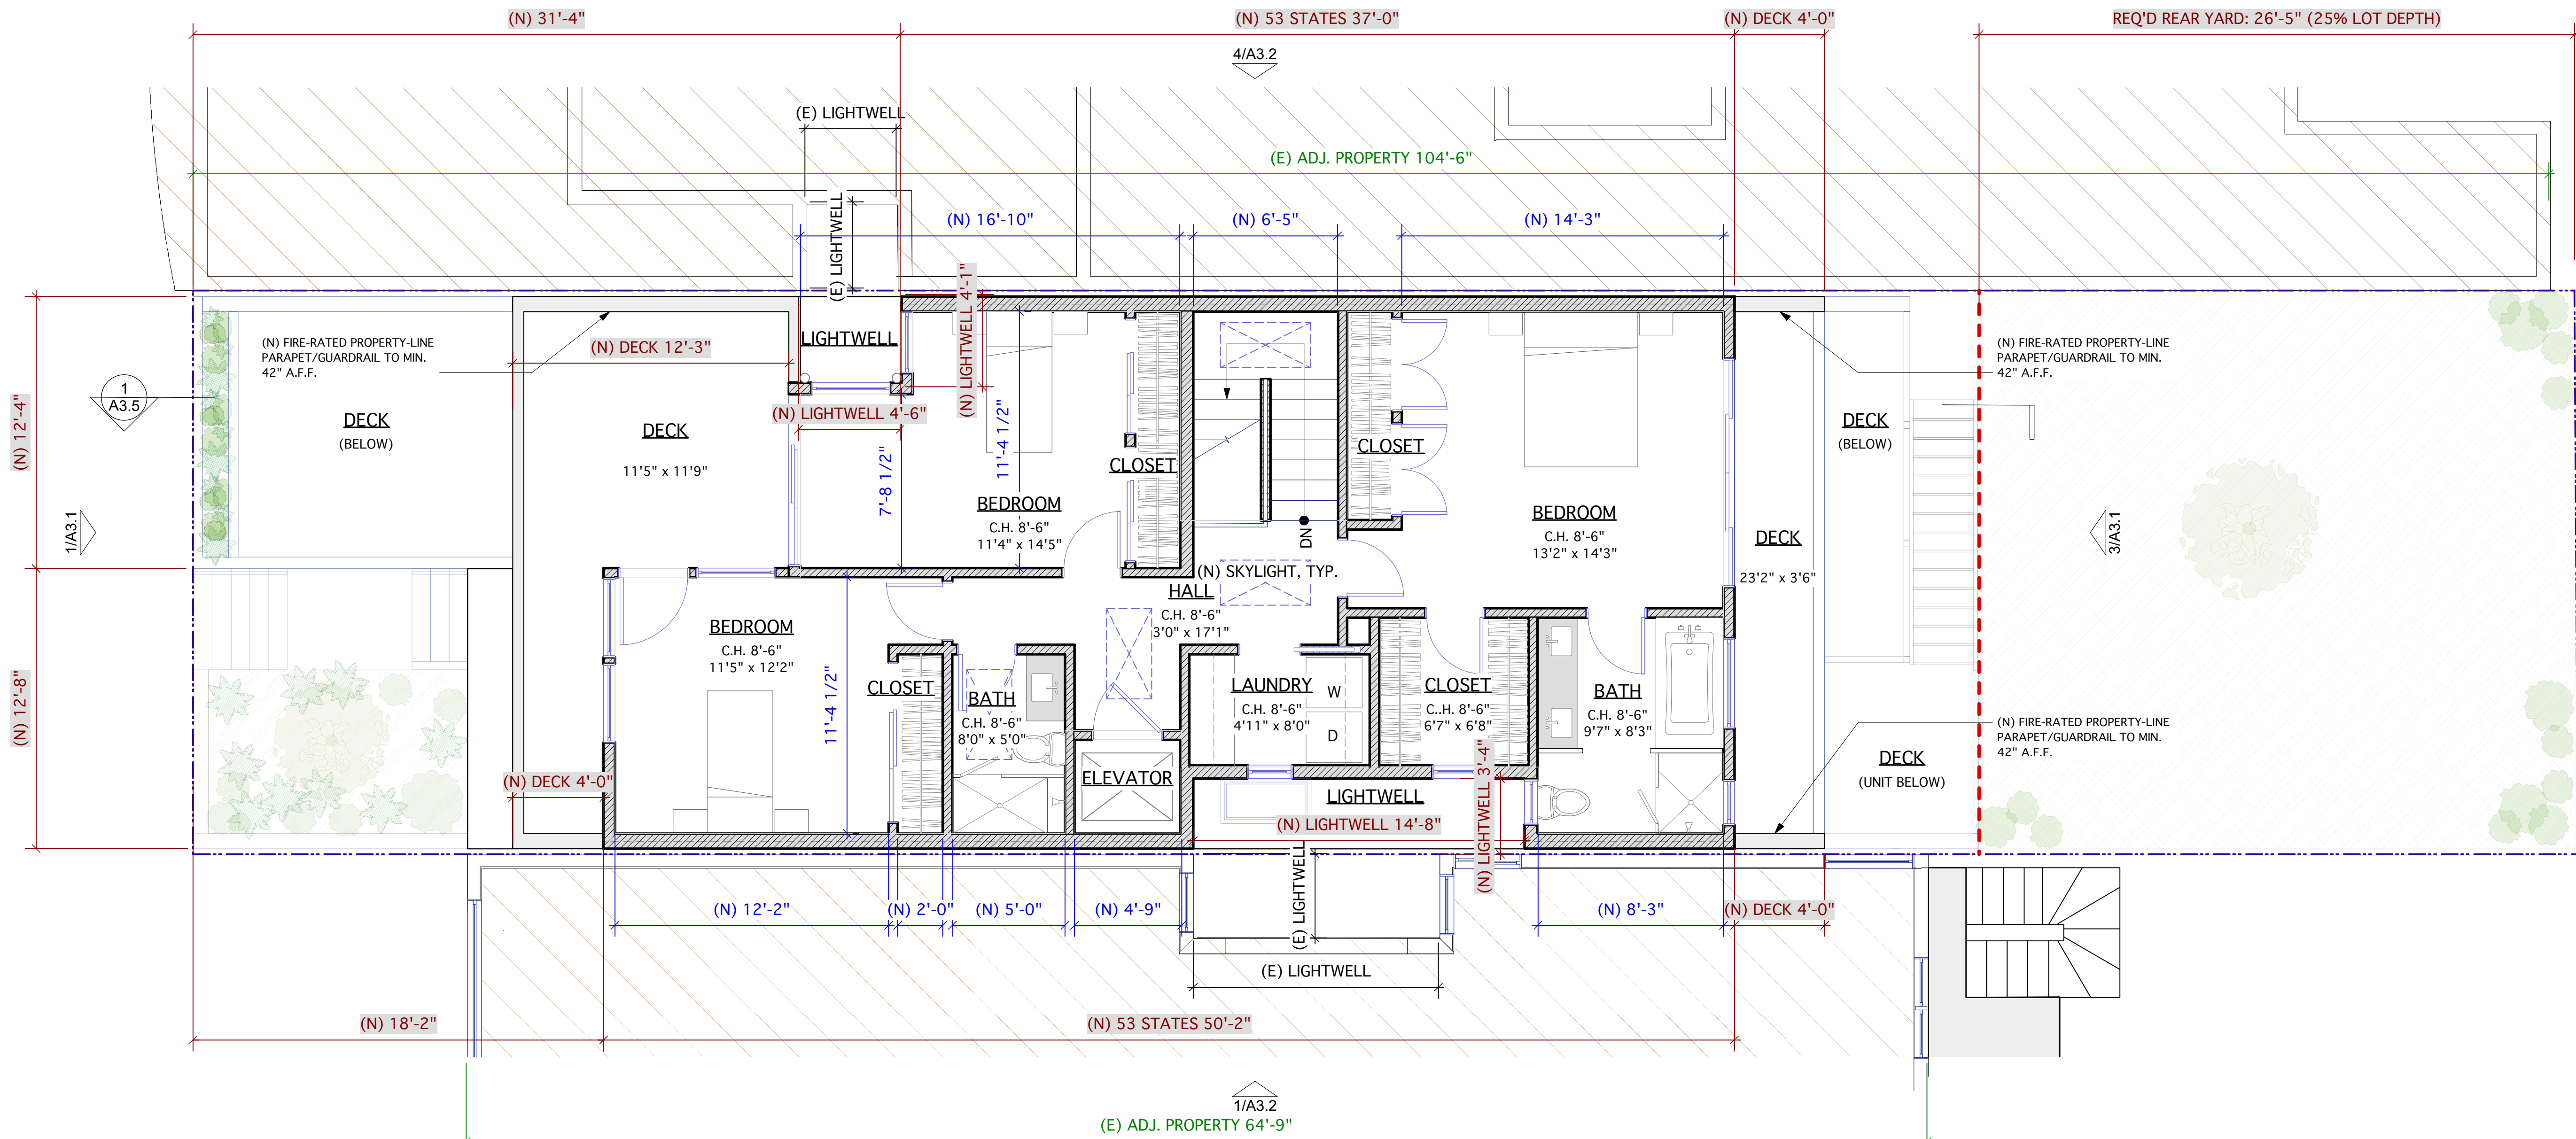 (N) 31'-4"
(N) 53 STATES 37'-0"
(N) DECK 4'-0"
REQ'D REAR YARD: 26'-5" (25% LOT DEPTH)
4/A3.2
(E) LIGHTWELL
(E) ADJ. PROPERTY 104'-6"
(E) LIGHTWELL
(N) 16'-10"
(N) 6'-5"
(N) 14'-3"
(N) LIGHTWELL 4'-1"
(N) FIRE-RATED PROPERTY-LINE
PARAPET/GUARDRAIL TO MIN.
42" A.F.F.
(N) DECK 12'-3"
LIGHTWELL
(N) FIRE-RATED PROPERTY-LINE
PARAPET/GUARDRAIL TO MIN.
42" A.F.F.
1
A3.5
(N) 12'-4"
DECK
(BELOW)
DECK
11'5" x 11'9"
(N) LIGHTWELL 4'-6"
7'-8 1/2"
11'-4 1/2"
CLOSET
BEDROOM
C.H. 8'-6"
11'4" x 14'5"
CLOSET
BEDROOM
C.H. 8'-6"
13'2" x 14'3"
DECK
(BELOW)
DECK
23'2" x 3'6"
DN
1/A3.1
3/A3.1
(N) SKYLIGHT, TYP.
HALL
C.H. 8'-6"
3'0" x 17'1"
BEDROOM
C.H. 8'-6"
11'5" x 12'2"
11'-4 1/2"
CLOSET
BATH
C.H. 8'-6"
8'0" x 5'0"
LAUNDRY
C.H. 8'-6"
4'11" x 8'0"
W
D
CLOSET
C..H. 8'-6"
6'7" x 6'8"
BATH
C.H. 8'-6"
9'7" x 8'3"
(N) FIRE-RATED PROPERTY-LINE
PARAPET/GUARDRAIL TO MIN.
42" A.F.F.
(N) 12'-8"
DECK
(UNIT BELOW)
(N) DECK 4'-0"
ELEVATOR
LIGHTWELL
(N) LIGHTWELL 14'-8"
(N) LIGHTWELL 3'-4"
(E) LIGHTWELL
(N) 12'-2"
(N) 2'-0"
(N) 5'-0"
(N) 4'-9"
(N) 8'-3"
(N) DECK 4'-0"
(E) LIGHTWELL
(N) 18'-2"
(N) 53 STATES 50'-2"
1/A3.2
(E) ADJ. PROPERTY 64'-9"